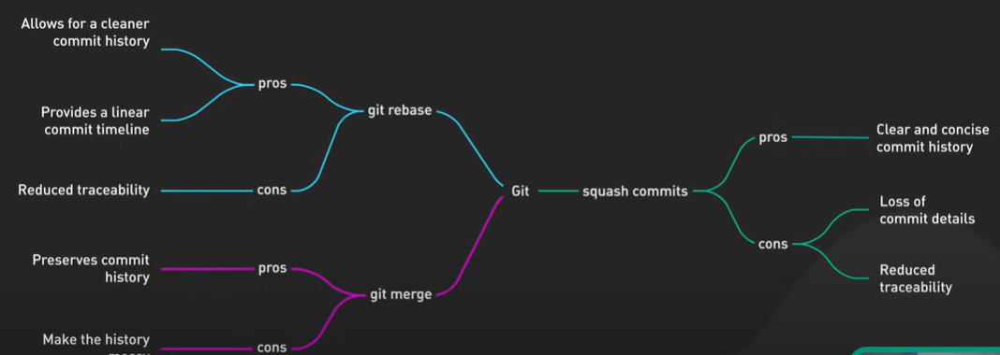 Allows for a cleaner
commit history
pros
Provides a linear
commit timeline
git rebase
Reduced traceability
cons
Preserves commit
history
pros
git merge
Make the history
cons
Git
squash commits
pros
Clear and concise
commit history
cons
Loss of
commit details
Reduced
traceability